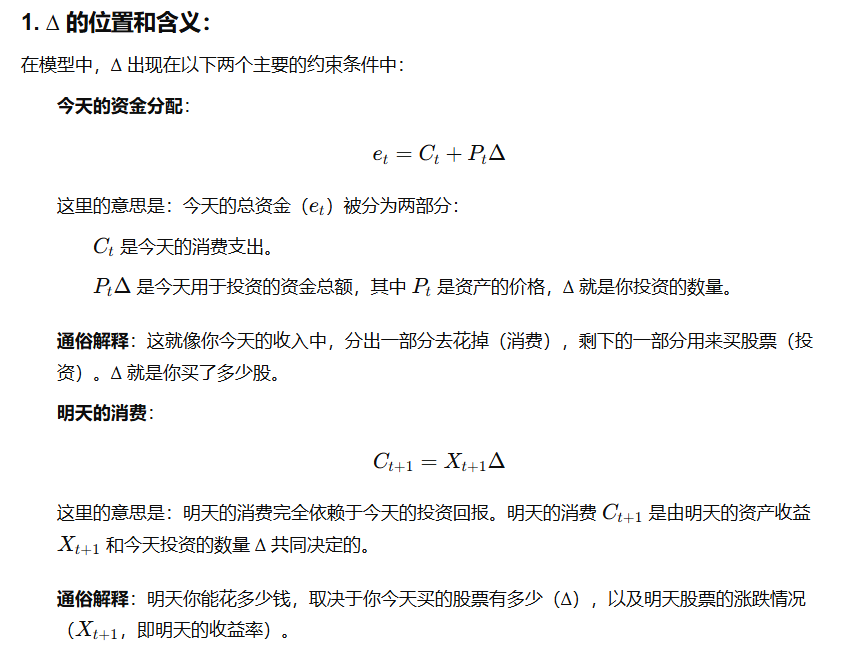 1. Δ 的位置和含义：
在模型中，Δ 出现在以下两个主要的约束条件中：
今天的资金分配：
e_t = C_t + P_tΔ
这里的意思是：今天的总资金（e_t）被分为两部分：
C_t 是今天的消费支出。
P_tΔ 是今天用于投资的资金总额，其中 P_t 是资产的价格，Δ 就是你投资的数量。
通俗解释：这就像你今天的收入中，分出一部分去花掉（消费），剩下的一部分用来买股票（投
资）。Δ 就是你买了多少股。
明天的消费：
C_{t+1} = X_{t+1}Δ
这里的意思是：明天的消费完全依赖于今天的投资回报。明天的消费 C_{t+1} 是由明天的资产收益
X_{t+1} 和今天投资的数量 Δ 共同决定的。
通俗解释：明天你能花多少钱，取决于你今天买的股票有多少（Δ），以及明天股票的涨跌情况
（X_{t+1}，即明天的收益率）。